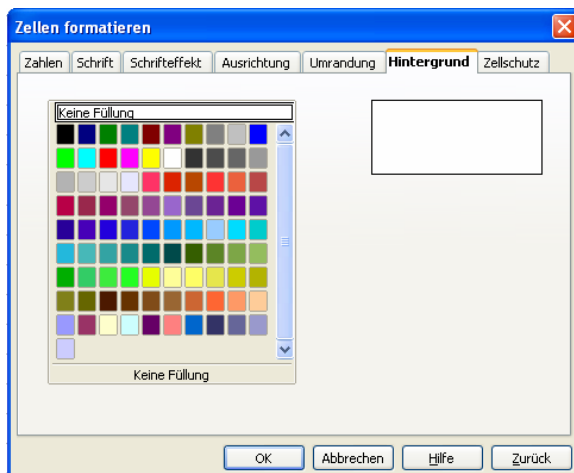 Zellen formatieren
Zahlen Schrift Schrifteffekt Ausrichtung Umrandung Hintergrund Zellschutz
Keine Füllung
Keine Füllung
OK Abbrechen Hilfe Zurück